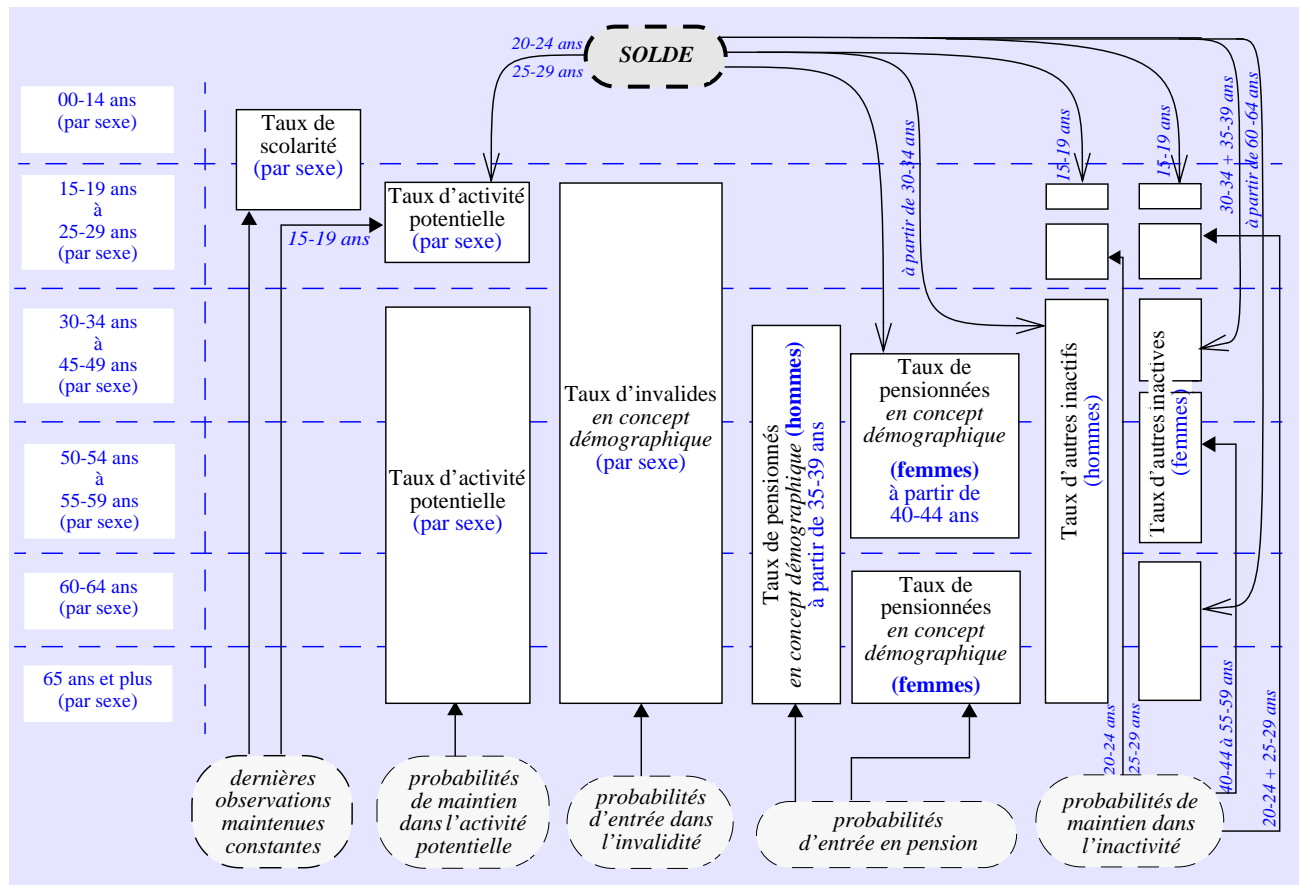 20-24 ans
25-29 ans
SOLDE
00-14 ans
(par sexe)
15-19 ans
à
25-29 ans
(par sexe)
30-34 ans
à
45-49 ans
(par sexe)
50-54 ans
à
55-59 ans
(par sexe)
60-64 ans
(par sexe)
65 ans et plus
(par sexe)
Taux de
scolarité
(par sexe)
15-19 ans
Taux d’activité
potentielle
(par sexe)
Taux d’activité
potentielle
(par sexe)
Taux d’invalides
en concept
démographique
(par sexe)
Taux de pensionnés
en concept démographique (hommes)
à partir de 35-39 ans
Taux de
pensionnées
en concept
démographique
(femmes)
à partir de
40-44 ans
Taux de
pensionnées
en concept
démographique
(femmes)
à partir de 30-34 ans
15-19 ans
15-19 ans
30-34 + 35-39 ans
à partir de 60 -64 ans
Taux d’autres inactifs
(hommes)
Taux d’autres inactives
(femmes)
20-24 ans
25-29 ans
40-44 à 55-59 ans
20-24 + 25-29 ans
dernières
observations
maintenues
constantes
probabilités
de maintien
dans l’activité
potentielle
probabilités
d’entrée dans
l’invalidité
probabilités
d’entrée en pension
probabilités de
maintien dans
l’inactivité